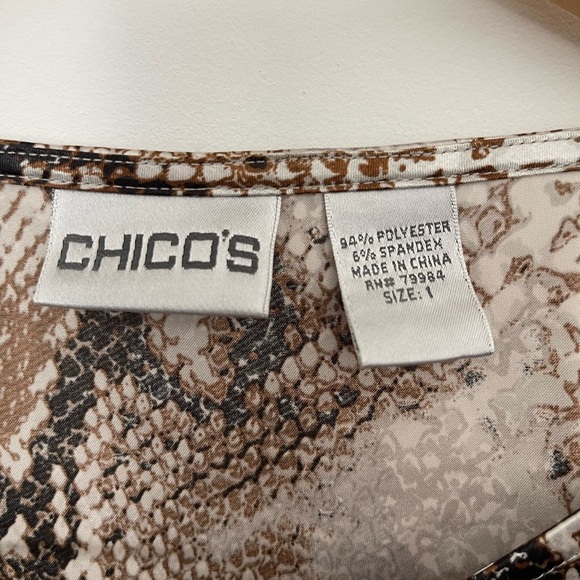 CHICO'S
94% POLYESTER
6% SPANDEX
MADE IN CHINA
RN# 79984
SIZE: 1